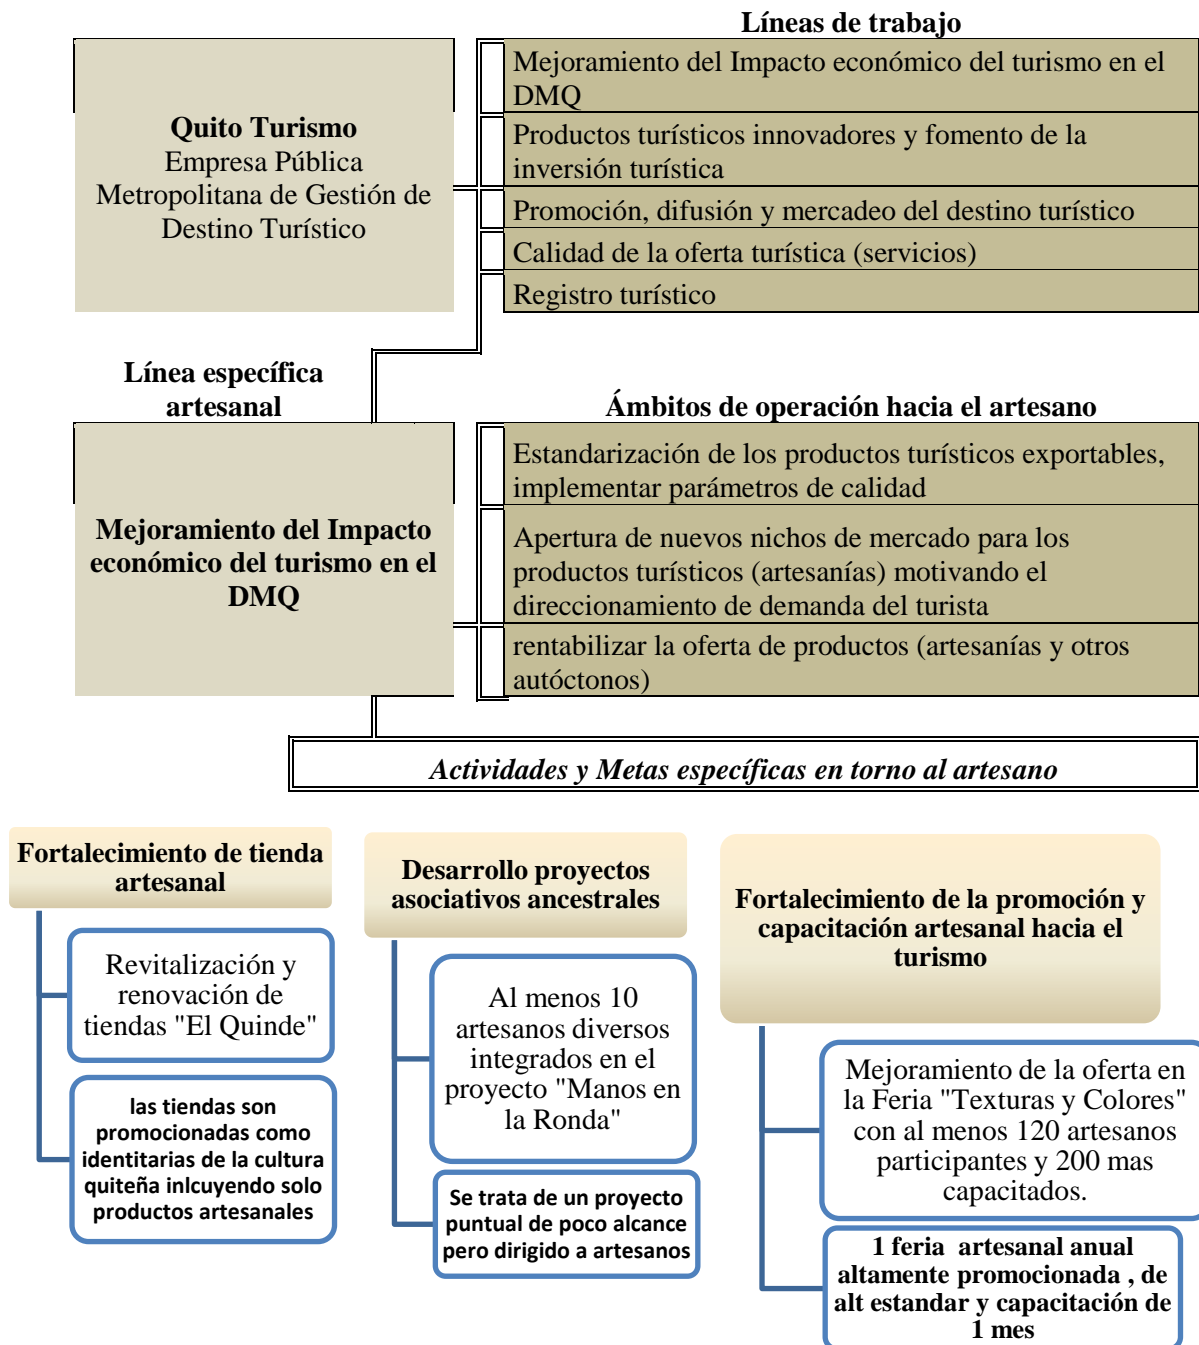 Líneas de trabajo
Quito Turismo
Empresa Pública
Metropolitana de Gestión de
Destino Turístico
Mejoramiento del Impacto económico del turismo en el
DMQ
Productos turísticos innovadores y fomento de la
inversión turística
Promoción, difusión y mercadeo del destino turístico
Calidad de la oferta turística (servicios)
Registro turístico
Línea específica
artesanal
Mejoramiento del Impacto
económico del turismo en el
DMQ
Ámbitos de operación hacia el artesano
Estandarización de los productos turísticos exportables,
implementar parámetros de calidad
Apertura de nuevos nichos de mercado para los
productos turísticos (artesanías) motivando el
direccionamiento de demanda del turista
rentabilizar la oferta de productos (artesanías y otros
autóctonos)
Actividades y Metas específicas en torno al artesano
Fortalecimiento de tienda
artesanal
Revitalización y
renovación de
tiendas "El Quinde"
las tiendas son
promocionadas como
identitarias de la cultura
quiteña inlcuyendo solo
productos artesanales
Desarrollo proyectos
asociativos ancestrales
Al menos 10
artesanos diversos
integrados en el
proyecto "Manos en
la Ronda"
Se trata de un proyecto
puntual de poco alcance
pero dirigido a artesanos
Fortalecimiento de la promoción y
capacitación artesanal hacia el
turismo
Mejoramiento de la oferta en
la Feria "Texturas y Colores"
con al menos 120 artesanos
participantes y 200 mas
capacitados.
1 feria artesanal anual
altamente promocionada , de
alt estandar y capacitación de
1 mes